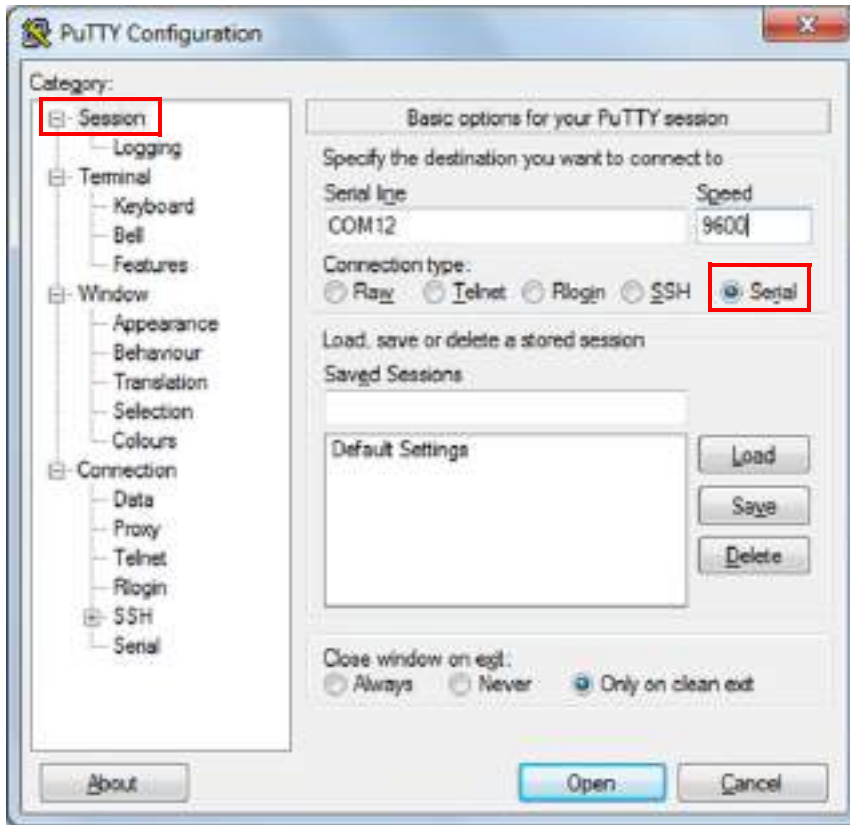 PuTTY Configuration
Category:
Session
Logging
Terminal
Keyboard
Bell
Features
Window
Appearance
Behaviour
Translation
Selection
Colours
Connection
Data
Proxy
Telnet
Rlogin
SSH
Serial
Basic options for your PuTTY session
Specify the destination you want to connect to
Serial line Speed
COM12 9600
Connection type:
Raw Telnet Rlogin SSH Serial
Load, save or delete a stored session
Saved Sessions
Default Settings
Load
Save
Delete
Close window on exit:
Always Never Only on clean exit
About Open Cancel